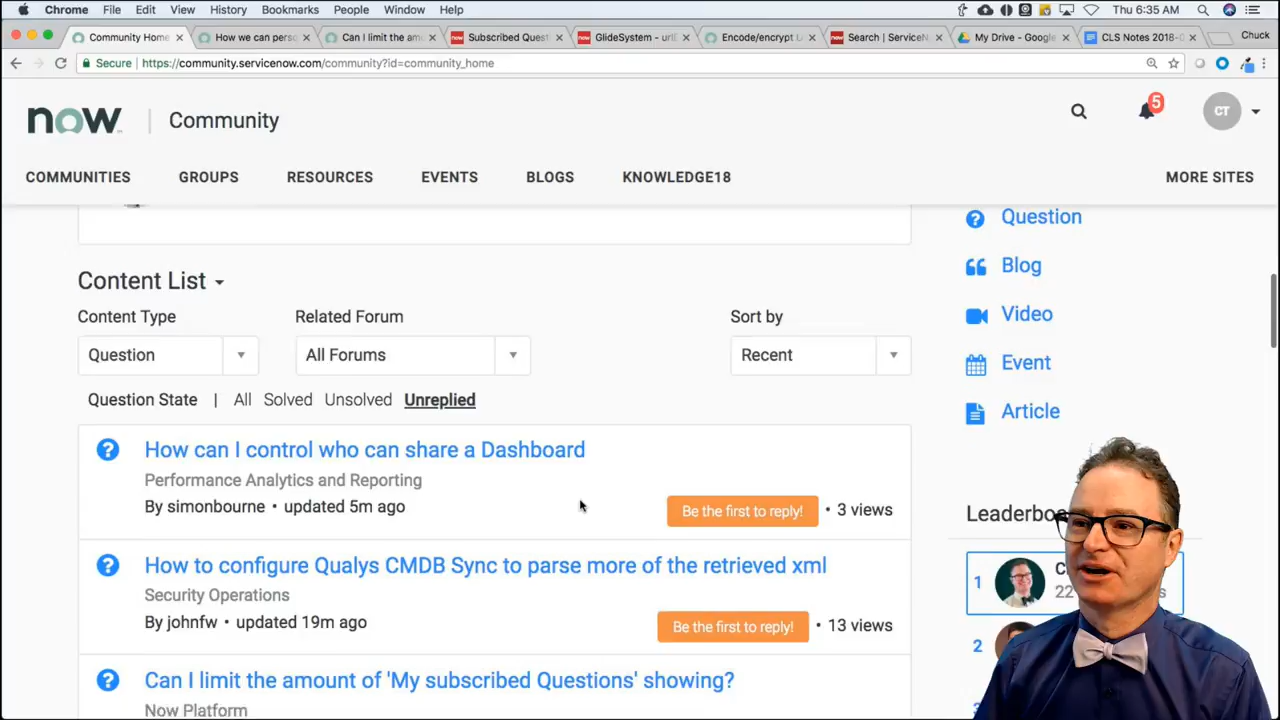 Chrome File Edit View History Bookmarks People Window Help Thu 6:35 AM
Community Home How we can pers Can I limit the amo Subscribed Quest GlideSystem - urlE Encode/encrypt L Search | ServiceN My Drive - Google CLS Notes 2018-0 Chuck
Secure | https://community.servicenow.com/community?id=community_home
now | Community 5 CT
COMMUNITIES GROUPS RESOURCES EVENTS BLOGS KNOWLEDGE18 MORE SITES
Question
Content List
Blog
Content Type Related Forum Sort by
Video
Question All Forums Recent
Event
Question State | All Solved Unsolved Unreplied
Article
How can I control who can share a Dashboard
Performance Analytics and Reporting
By simonbourne • updated 5m ago Be the first to reply! • 3 views
Leaderbo
How to configure Qualys CMDB Sync to parse more of the retrieved xml
1 C
Security Operations
22
By johnfw • updated 19m ago Be the first to reply! • 13 views
2
Can I limit the amount of 'My subscribed Questions' showing?
Now Platform